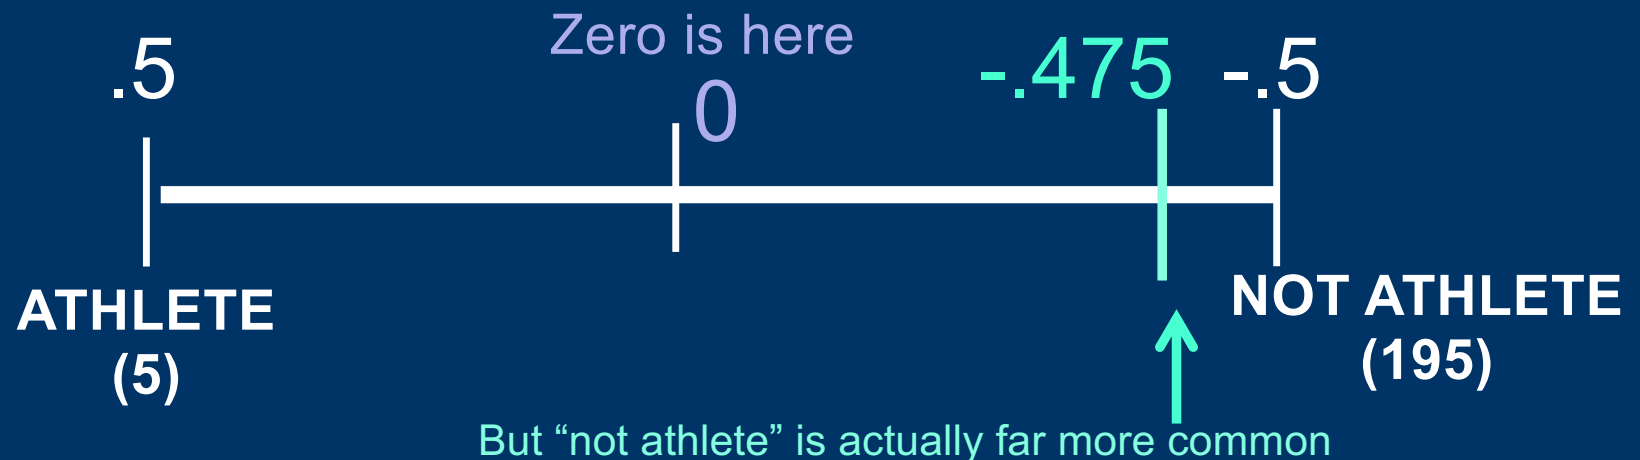 Zero is here
.5
0
-.475
-.5
ATHLETE
(5)
NOT ATHLETE
(195)
But “not athlete” is actually far more common